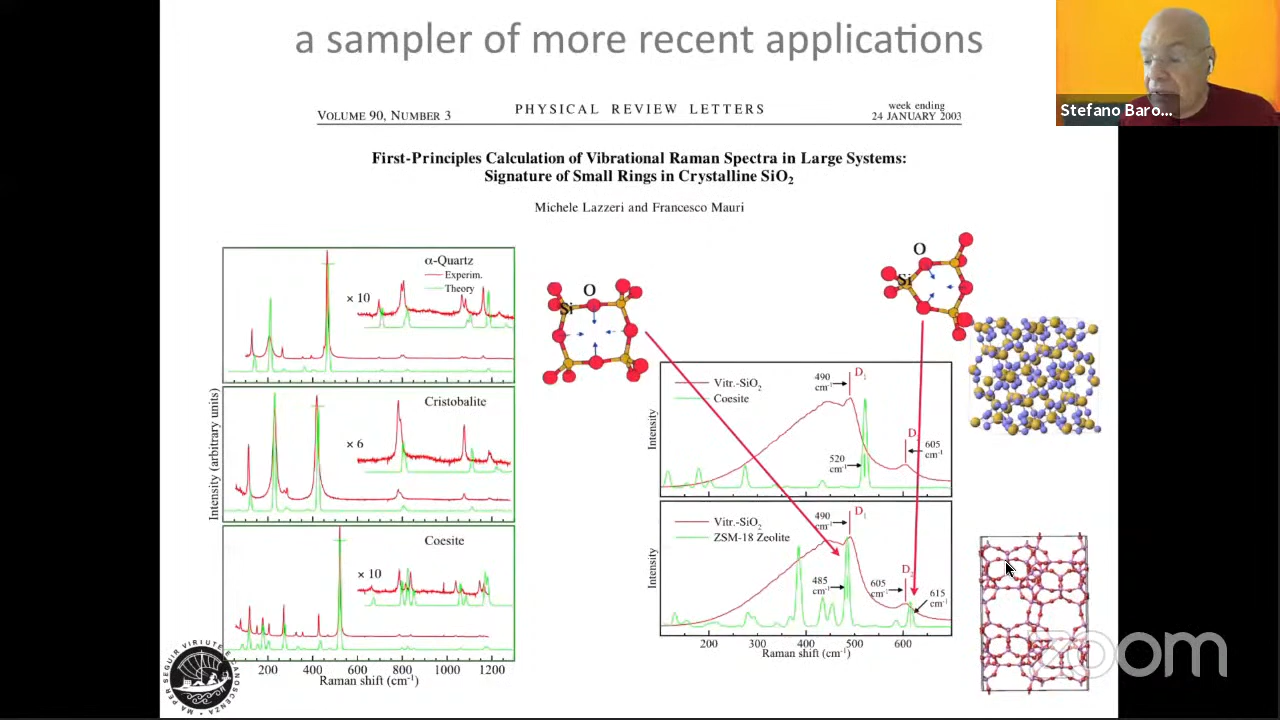 a sampler of more recent applications
Stefano Baro...
VOLUME 90, NUMBER 3
PHYSICAL REVIEW LETTERS
week ending
24 JANUARY 2003
First-Principles Calculation of Vibrational Raman Spectra in Large Systems:
Signature of Small Rings in Crystalline SiO2
Michele Lazzeri and Francesco Mauri
α-Quartz
Experim.
Theory
× 10
Cristobalite
× 6
Coesite
× 10
Intensity (arbitrary units)
200 400 600 800 1000 1200
Raman shift (cm-1)
O
Si
O
Si
Vitr.-SiO2
Coesite
490
cm-1
D1
D
605
cm-1
520
cm-1
Intensity
Vitr.-SiO2
ZSM-18 Zeolite
490
cm-1
D1
485
cm-1
605
cm-1
D2
615
cm-1
Intensity
200 300 400 500 600
Raman shift (cm-1)
MA PER SEGUIR VIRTUTE E CANOSCENZA
zoom